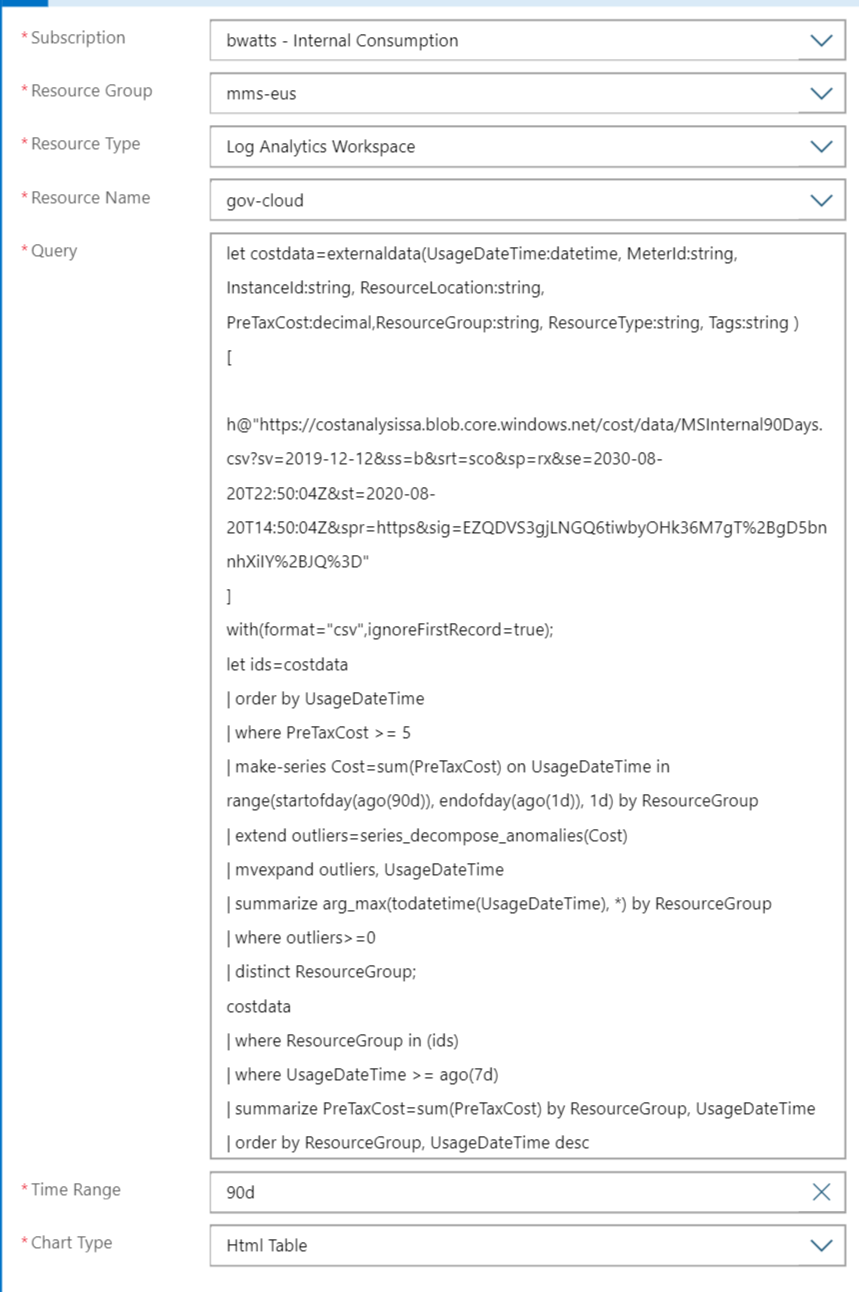 * Subscription
bwatts - Internal Consumption
* Resource Group
mms-eus
* Resource Type
Log Analytics Workspace
* Resource Name
gov-cloud
* Query
let costdata=externaldata(UsageDateTime:datetime, MeterId:string,
InstanceId:string, ResourceLocation:string,
PreTaxCost:decimal,ResourceGroup:string, ResourceType:string, Tags:string )
[
h@"https://costanalysissa.blob.core.windows.net/cost/data/MSInternal90Days.
csv?sv=2019-12-12&ss=b&srt=sco&sp=rx&se=2030-08-
20T22:50:04Z&st=2020-08-
20T14:50:04Z&spr=https&sig=EZQDVS3gjLNGQ6tiwbyOHk36M7gT%2BgD5bn
nhXiIY%2BJQ%3D"
]
with(format="csv",ignoreFirstRecord=true);
let ids=costdata
| order by UsageDateTime
| where PreTaxCost >= 5
| make-series Cost=sum(PreTaxCost) on UsageDateTime in
range(startofday(ago(90d)), endofday(ago(1d)), 1d) by ResourceGroup
| extend outliers=series_decompose_anomalies(Cost)
| mvexpand outliers, UsageDateTime
| summarize arg_max(todatetime(UsageDateTime), *) by ResourceGroup
| where outliers>=0
| distinct ResourceGroup;
costdata
| where ResourceGroup in (ids)
| where UsageDateTime >= ago(7d)
| summarize PreTaxCost=sum(PreTaxCost) by ResourceGroup, UsageDateTime
| order by ResourceGroup, UsageDateTime desc
* Time Range
90d
* Chart Type
Html Table